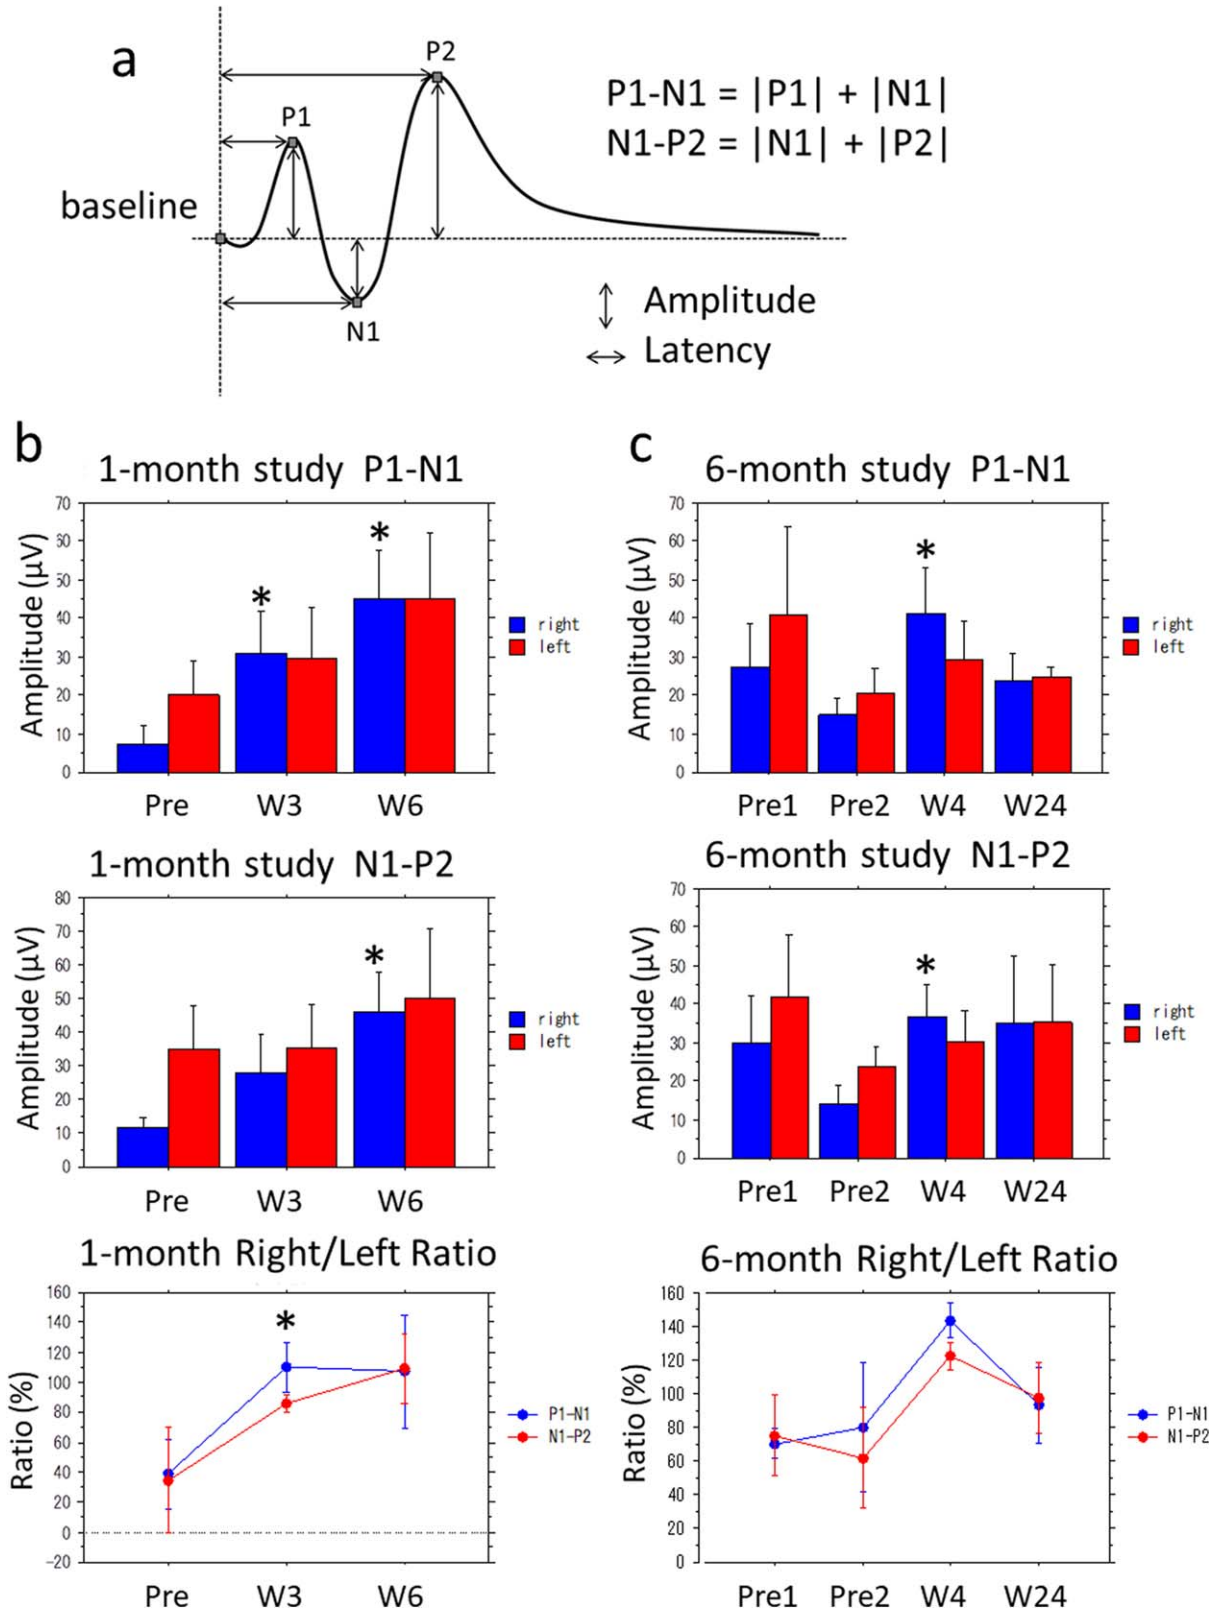 a
P2
P1
P1-N1 = |P1| + |N1|
N1-P2 = |N1| + |P2|
baseline
N1
Amplitude
Latency
b
1-month study P1-N1
Amplitude (μV)
70
60
50
40
30
20
10
0
Pre W3 W6
right
left
c
6-month study P1-N1
Amplitude (μV)
70
60
50
40
30
20
10
0
Pre1 Pre2 W4 W24
right
left
1-month study N1-P2
Amplitude (μV)
80
70
60
50
40
30
20
10
0
Pre W3 W6
right
left
6-month study N1-P2
Amplitude (μV)
70
60
50
40
30
20
10
0
Pre1 Pre2 W4 W24
right
left
1-month Right/Left Ratio
Ratio (%)
160
140
120
100
80
60
40
20
0
-20
Pre W3 W6
P1-N1
N1-P2
6-month Right/Left Ratio
Ratio (%)
160
140
120
100
80
60
40
20
0
Pre1 Pre2 W4 W24
P1-N1
N1-P2